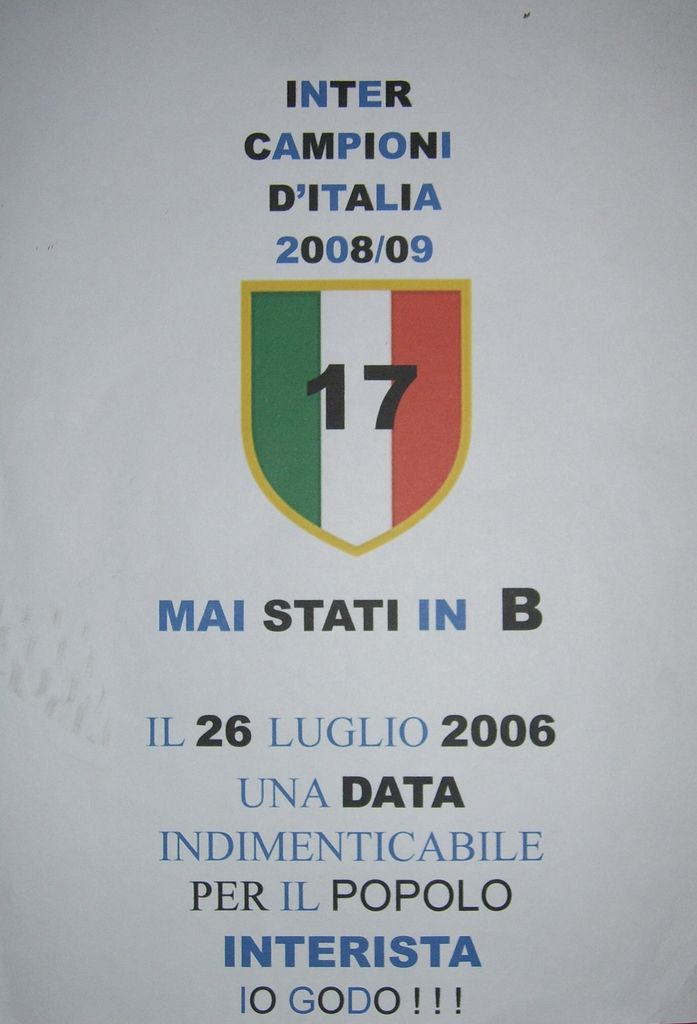 INTER
CAMPIONI
D'ITALIA
2008/09
17
MAI STATI IN B
IL 26 LUGLIO 2006
UNA DATA
INDIMENTICABILE
PER IL POPOLO
INTERISTA
IO GODO ! ! !